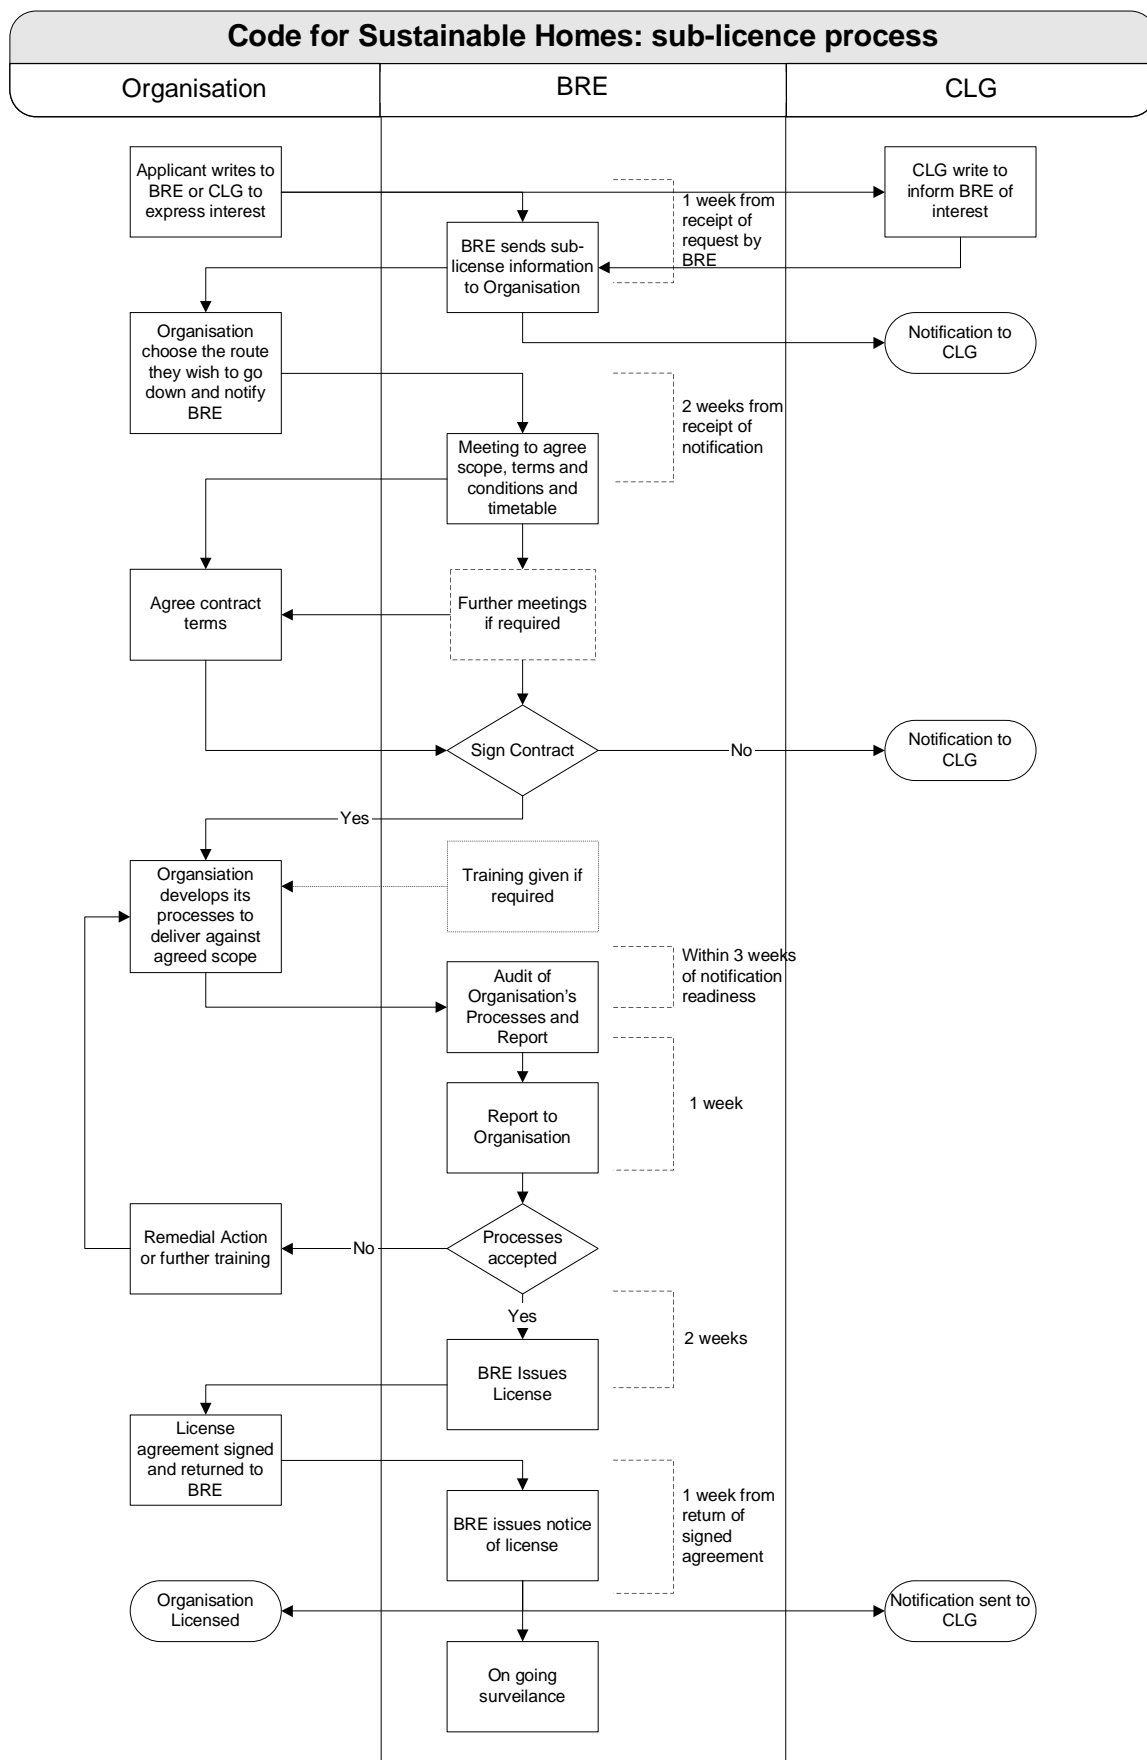 Code for Sustainable Homes: sub-licence process
Organisation
BRE
CLG
Applicant writes to
BRE or CLG to
express interest
CLG write to
inform BRE of
interest
1 week from
receipt of
request by
BRE
BRE sends sub-
license information
to Organisation
Organisation
choose the route
they wish to go
down and notify
BRE
Notification to
CLG
2 weeks from
receipt of
notification
Meeting to agree
scope, terms and
conditions and
timetable
Agree contract
terms
Further meetings
if required
Sign Contract
No
Notification to
CLG
Yes
Organsiation
develops its
processes to
deliver against
agreed scope
Training given if
required
Within 3 weeks
of notification
readiness
Audit of
Organisation's
Processes and
Report
1 week
Report to
Organisation
Remedial Action
or further training
No
Processes
accepted
Yes
2 weeks
BRE Issues
License
License
agreement signed
and returned to
BRE
BRE issues notice
of license
1 week from
return of
signed
agreement
Organisation
Licensed
Notification sent to
CLG
On going
surveilance